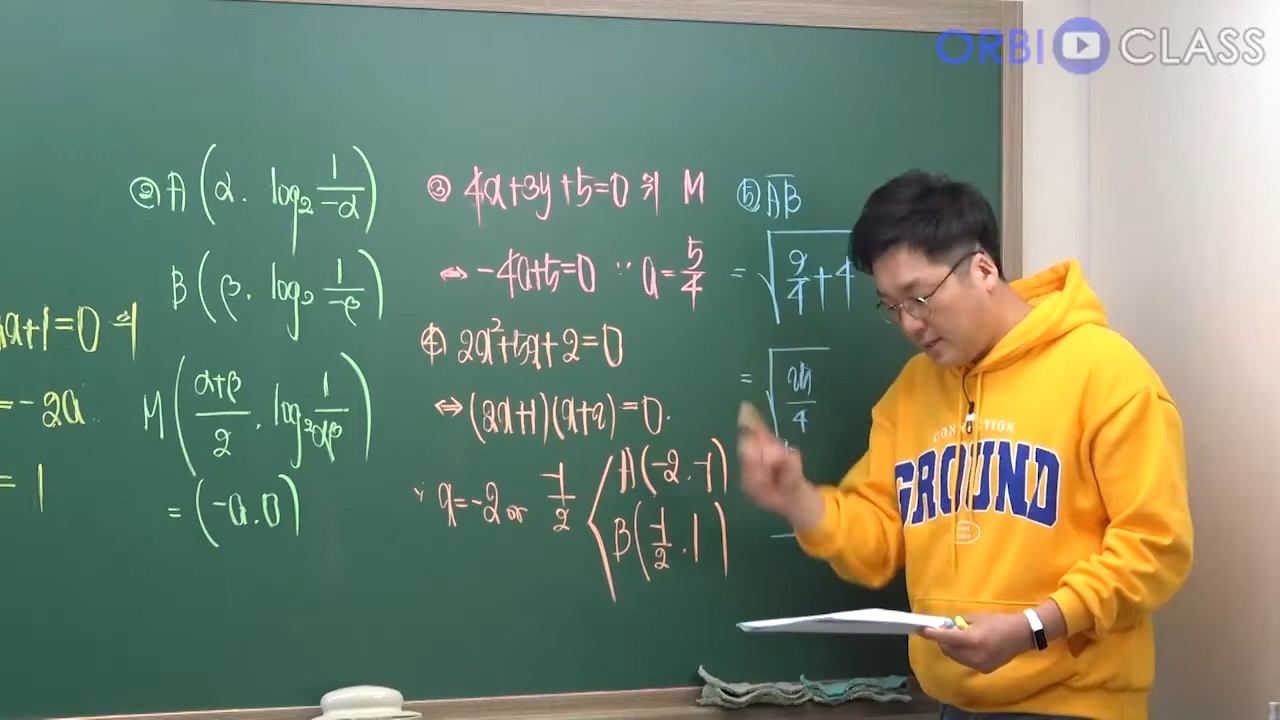 ORBI CLASS
x+1=0
=-2a
= 1
② A(α, log₂ 1/-α)
B(β, log₂ 1/-β)
M(α+β/2, log₂ 1/αβ)
= (-a, 0)
③ 4x+3y+5=0 M
⇔ -4a+5=0 ∵ a=5/4
④ 2x²+5x+2=0
⇔ (2x+1)(x+2)=0.
∵ x=-2 or -1/2
A(-2, -1)
B(-1/2, 1)
⑤ AB
= √(9/4+4
= √(25/4)
CONNECTION
GROUND